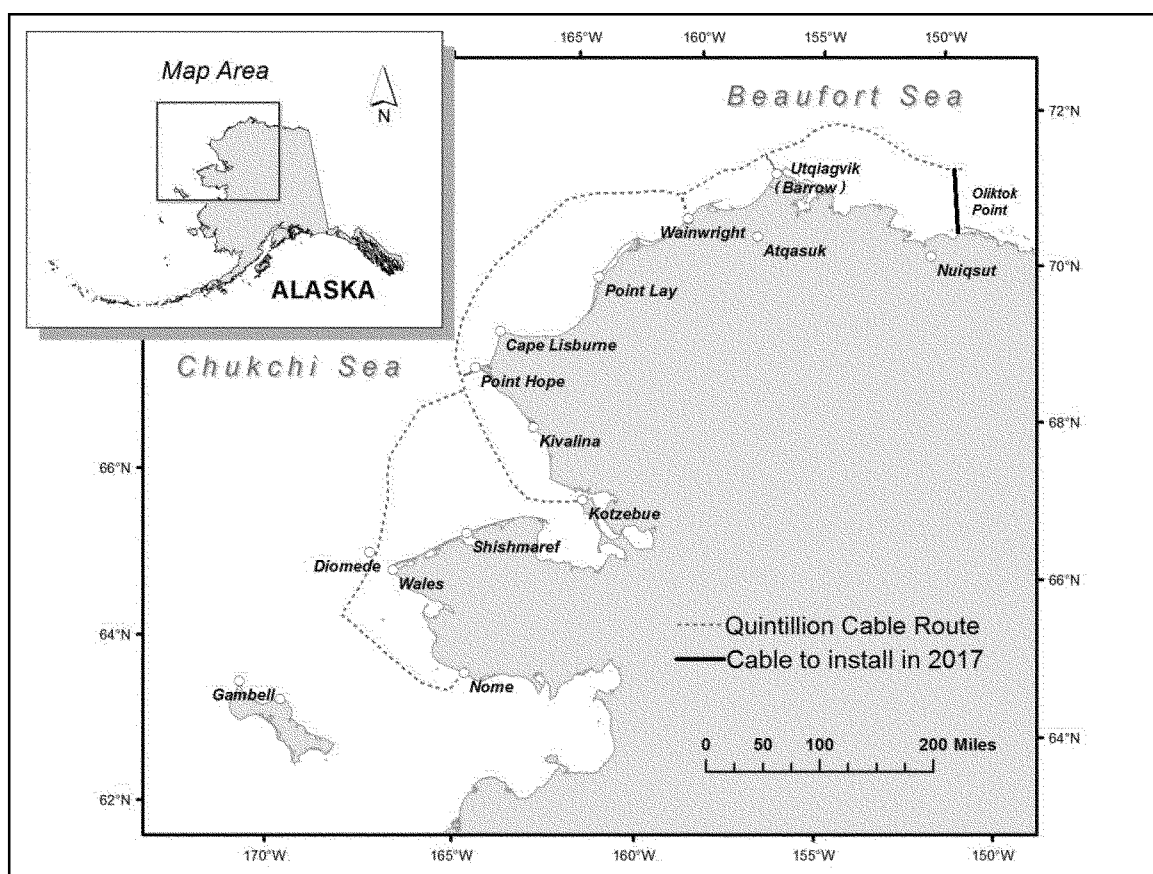 165°W 160°W 155°W 150°W
Map Area
N
ALASKA
Beaufort Sea
72°N
Utqiagvik
(Barrow)
Oliktok
Point
Wainwright
Atqasuk
Nuiqsut
70°N
Point Lay
Cape Lisburne
Chukchi Sea
Point Hope
68°N
Kivalina
66°N
Kotzebue
Shishmaref
Diomede
Wales
66°N
64°N
Quintillion Cable Route
Cable to install in 2017
Nome
Gambell
0 50 100 200 Miles
64°N
62°N
170°W 165°W 160°W 155°W 150°W